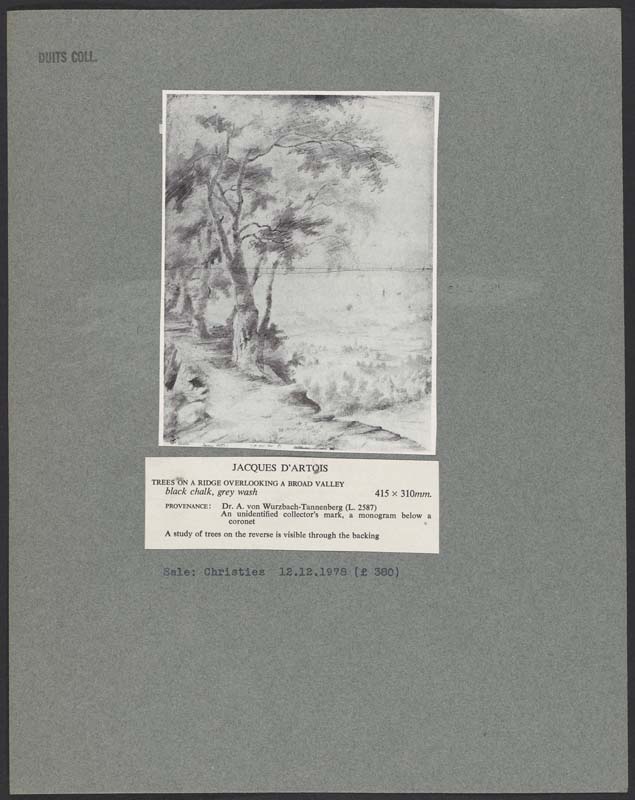 DUITS COLL.
JACQUES D'ARTOIS
TREES ON A RIDGE OVERLOOKING A BROAD VALLEY
black chalk, grey wash 415 × 310mm.
PROVENANCE: Dr. A. von Wurzbach-Tannenberg (L. 2587)
An unidentified collector's mark, a monogram below a
coronet
A study of trees on the reverse is visible through the backing
Sale: Christies 12.12.1978 (£ 380)